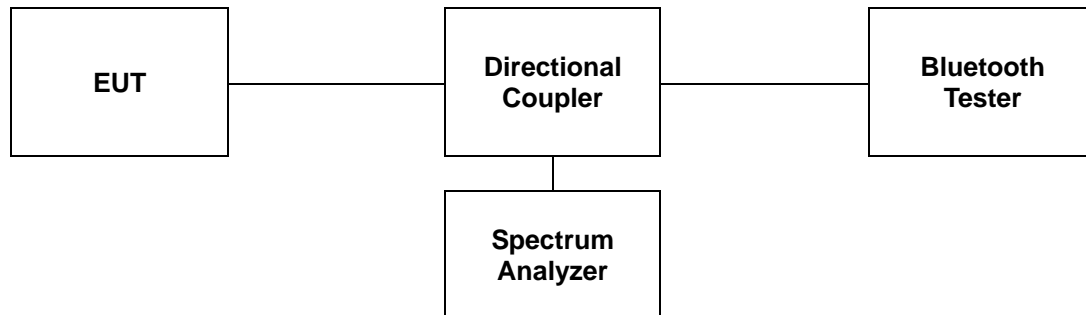 EUT
Directional
Coupler
Bluetooth
Tester
Spectrum
Analyzer